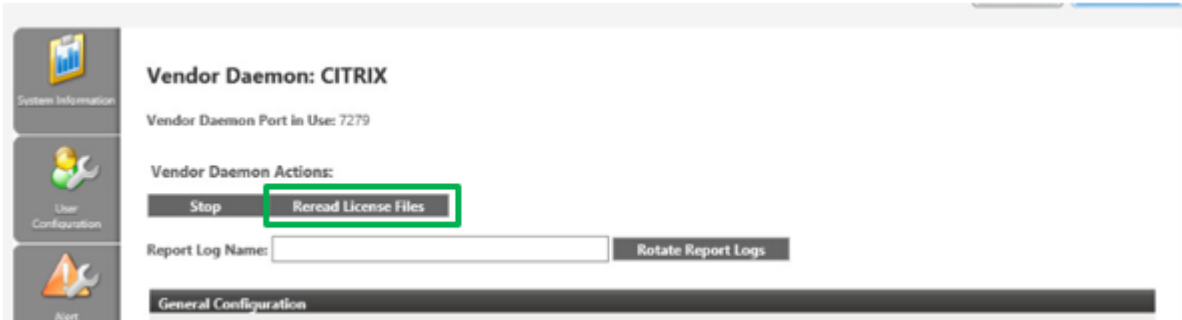 System Information
Vendor Daemon: CITRIX
Vendor Daemon Port in Use: 7279
User
Configuration
Vendor Daemon Actions:
Stop Reread License Files
Report Log Name: Rotate Report Logs
Alert
General Configuration